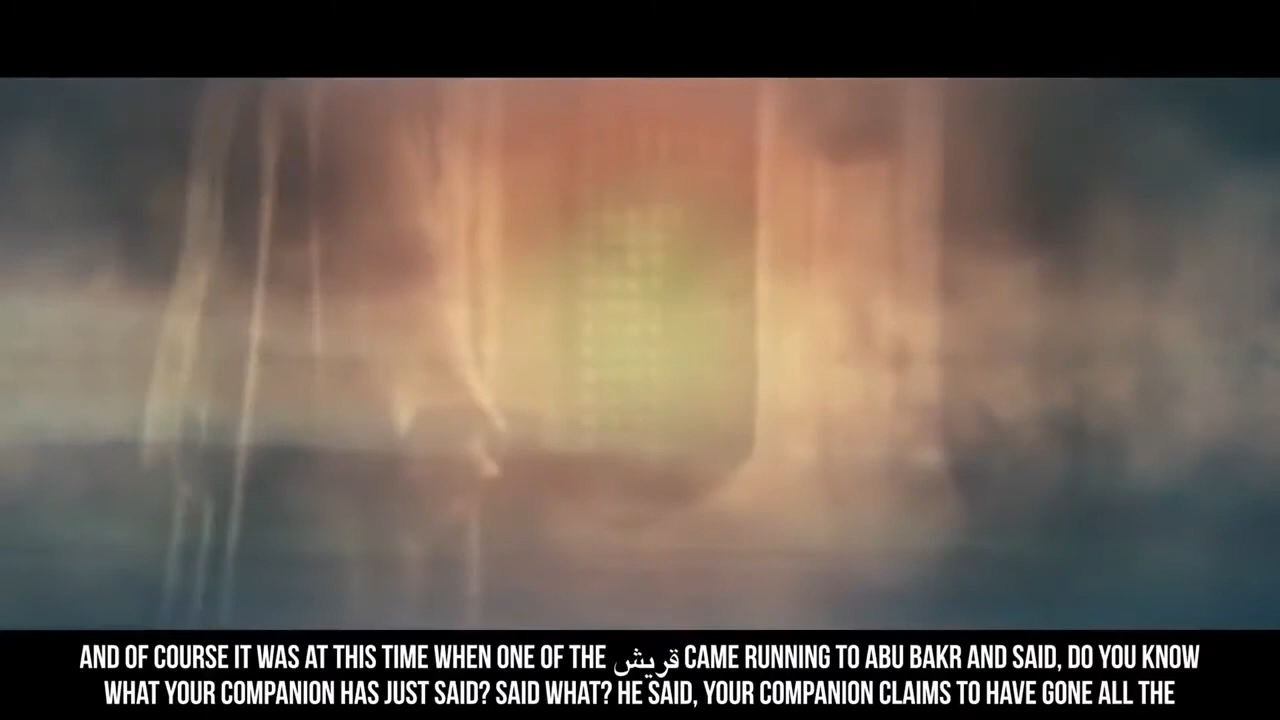 AND OF COURSE IT WAS AT THIS TIME WHEN ONE OF THE قريش CAME RUNNING TO ABU BAKR AND SAID, DO YOU KNOW
WHAT YOUR COMPANION HAS JUST SAID? SAID WHAT? HE SAID, YOUR COMPANION CLAIMS TO HAVE GONE ALL THE